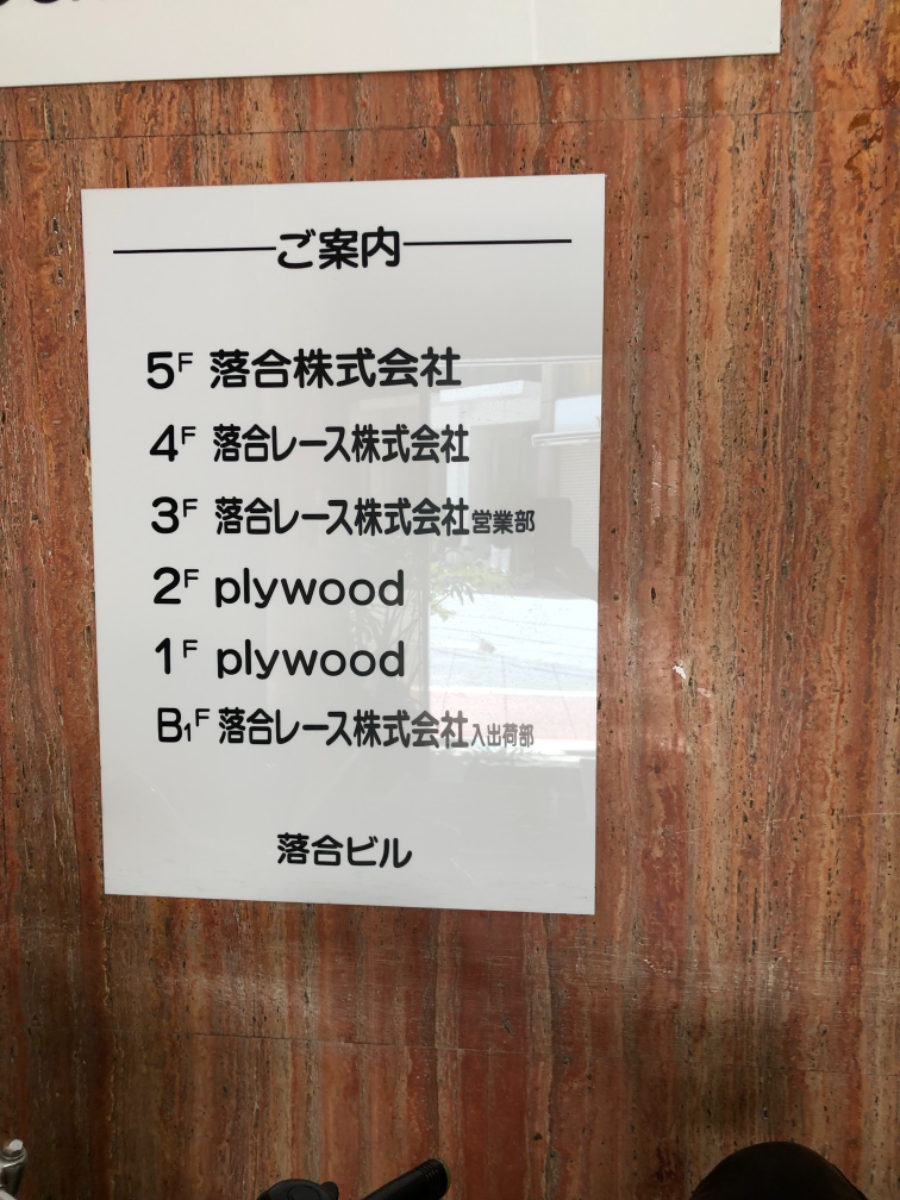 ご案内
5F 落合株式会社
4F 落合レース株式会社
3F 落合レース株式会社営業部
2F plywood
1F plywood
B1F 落合レース株式会社入出荷部
落合ビル